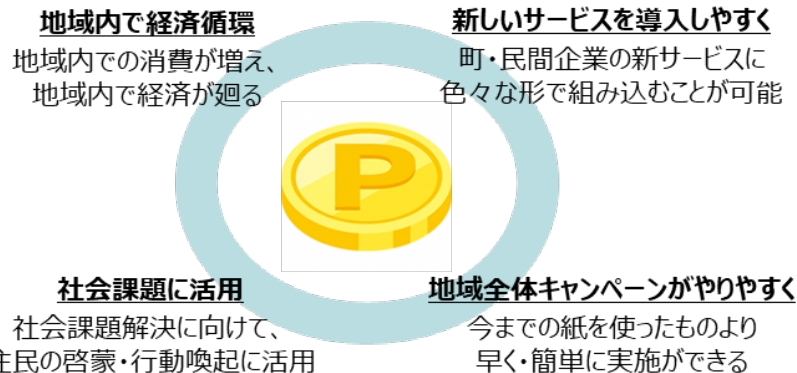 地域内で経済循環
地域内での消費が増え、
地域内で経済が廻る
新しいサービスを導入しやすく
町・民間企業の新サービスに
色々な形で組み込むことが可能
P
社会課題に活用
社会課題解決に向けて、
住民の啓蒙・行動喚起に活用
地域全体キャンペーンがやりやすく
今までの紙を使ったものより
早く・簡単に実施ができる